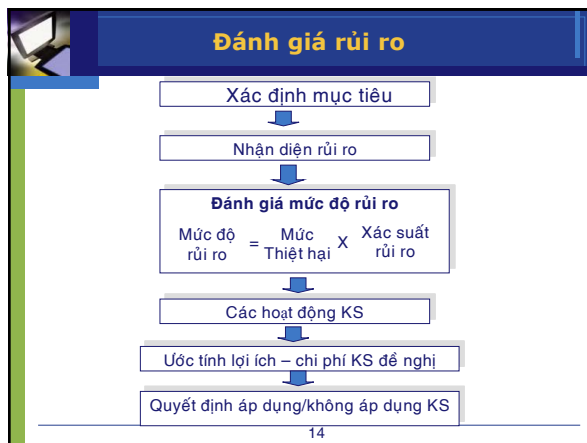 Đánh giá rủi ro
Xác định mục tiêu
Nhận diện rủi ro
Đánh giá mức độ rủi ro
Mức độ rủi ro = Mức Thiệt hại X Xác suất rủi ro
Các hoạt động KS
Ước tính lợi ích – chi phí KS đề nghị
Quyết định áp dụng/không áp dụng KS
14